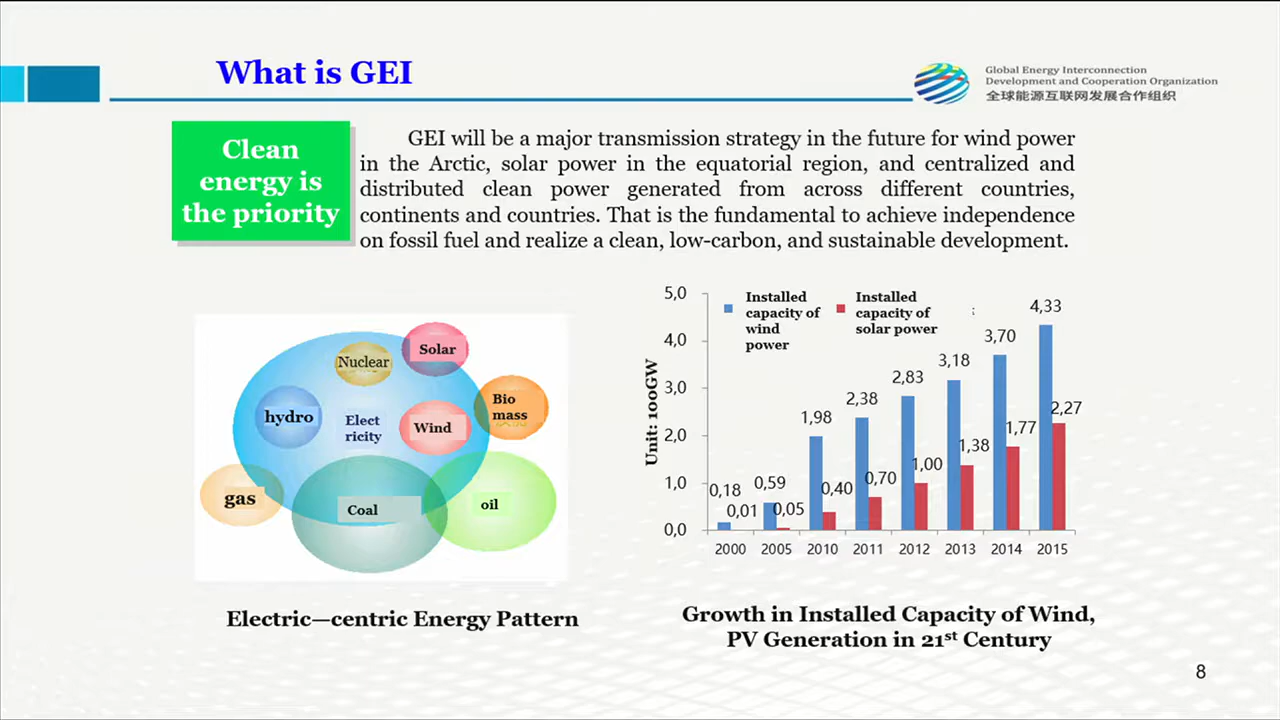 What is GEI
Global Energy Interconnection
Development and Cooperation Organization
全球能源互联网发展合作组织
Clean
energy is
the priority
GEI will be a major transmission strategy in the future for wind power
in the Arctic, solar power in the equatorial region, and centralized and
distributed clean power generated from across different countries,
continents and countries. That is the fundamental to achieve independence
on fossil fuel and realize a clean, low-carbon, and sustainable development.
Nuclear
Solar
hydro
Elect
ricity
Wind
Bio
mass
gas
Coal
oil
Electric—centric Energy Pattern
Unit: 100GW
5,0
4,0
3,0
2,0
1,0
0,0
Installed
capacity of
wind
power
Installed
capacity of
solar power
0,18
0,01
0,59
0,05
1,98
0,40
2,38
0,70
2,83
1,00
3,18
1,38
3,70
1,77
4,33
2,27
2000 2005 2010 2011 2012 2013 2014 2015
Growth in Installed Capacity of Wind,
PV Generation in 21st Century
8